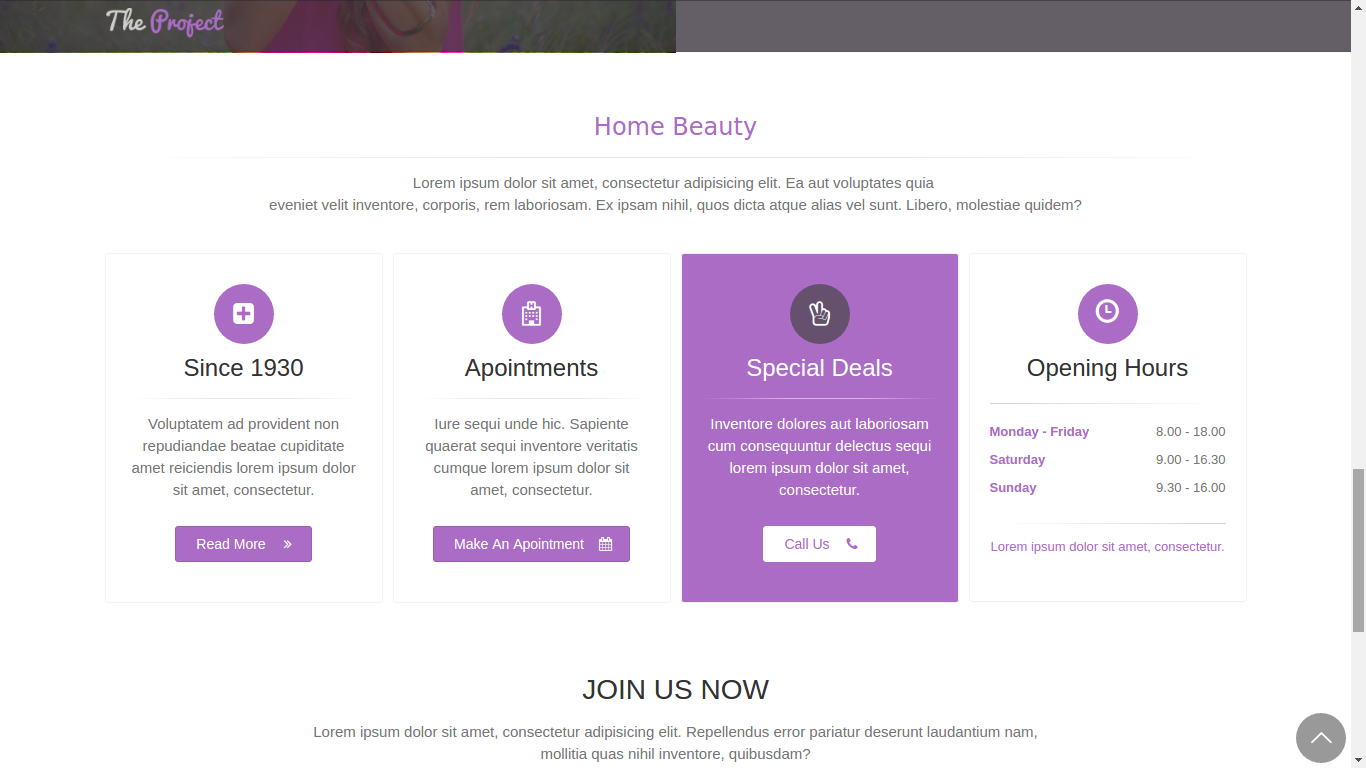 The Project
Home Beauty
Lorem ipsum dolor sit amet, consectetur adipisicing elit. Ea aut voluptates quia
eveniet velit inventore, corporis, rem laboriosam. Ex ipsam nihil, quos dicta atque alias vel sunt. Libero, molestiae quidem?
Since 1930
Voluptatem ad provident non
repudiandae beatae cupiditate
amet reiciendis lorem ipsum dolor
sit amet, consectetur.
Read More
Apointments
Iure sequi unde hic. Sapiente
quaerat sequi inventore veritatis
cumque lorem ipsum dolor sit
amet, consectetur.
Make An Apointment
Special Deals
Inventore dolores aut laboriosam
cum consequuntur delectus sequi
lorem ipsum dolor sit amet,
consectetur.
Call Us
Opening Hours
Monday - Friday 8.00 - 18.00
Saturday 9.00 - 16.30
Sunday 9.30 - 16.00
Lorem ipsum dolor sit amet, consectetur.
JOIN US NOW
Lorem ipsum dolor sit amet, consectetur adipisicing elit. Repellendus error pariatur deserunt laudantium nam,
mollitia quas nihil inventore, quibusdam?